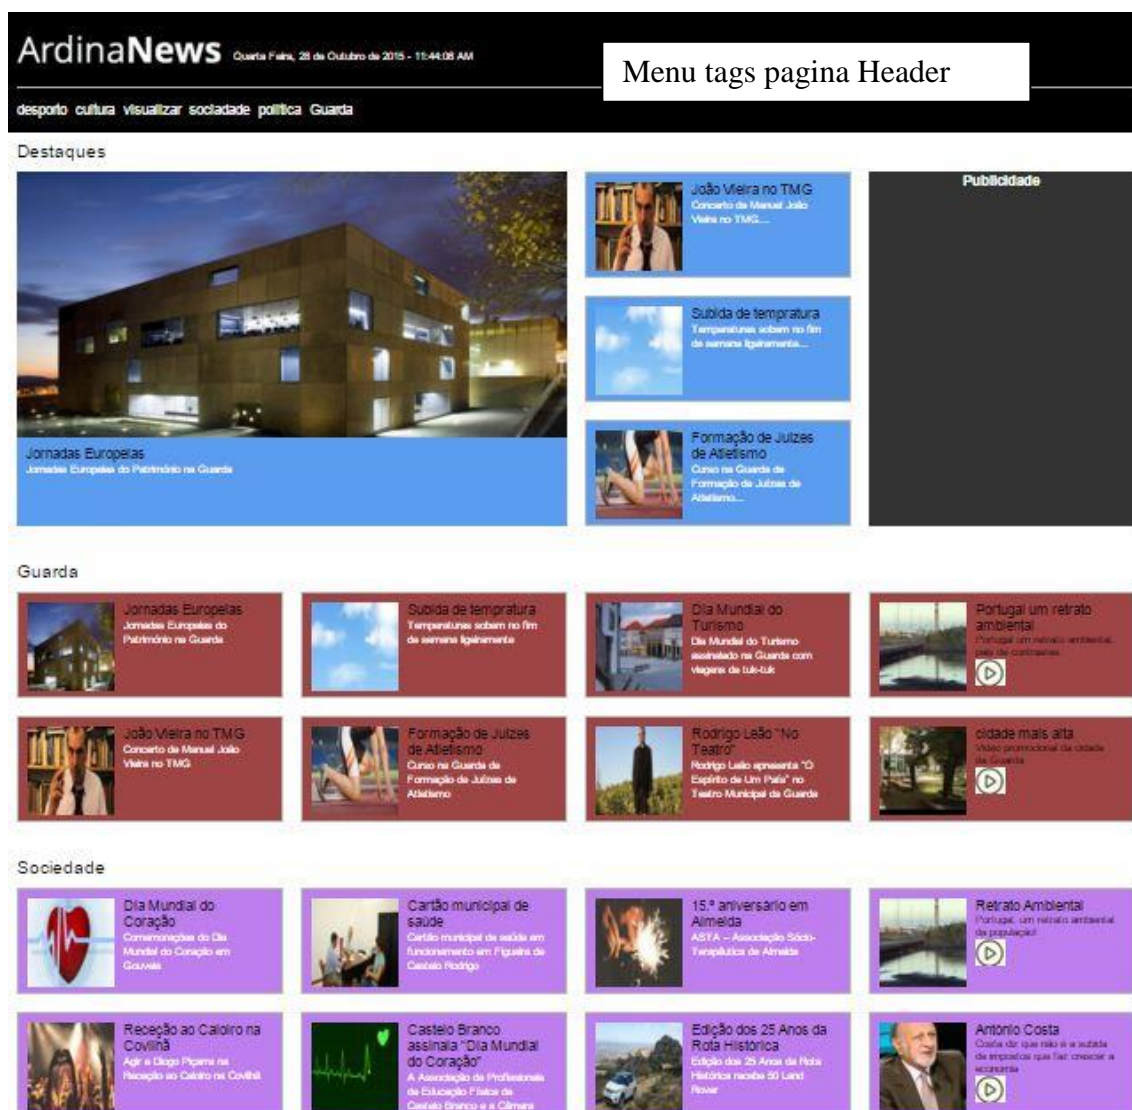 ArdinaNews Quarta Feira, 28 de Outubro de 2015 - 11:44:08 AM
Menu tags pagina Header
desporto cultura visualizar sociadade politica Guarda
Destaques
Jornadas Europeias
Jornadas Europeias do Património na Guarda
João Vieira no TMG
Concerto de Manuel João
Vieira no TMG....
Subida de tempratura
Temperaturas sobem no fim
de semana ligeiramente....
Formação de Juizes
de Atletismo
Curso na Guarda de
Formação de Juizes de
Atletismo....
Publicidade
Guarda
Jornadas Europeias
Jornadas Europeias do
Património na Guarda
Subida de tempratura
Temperaturas sobem no fim
de semana ligeiramente
Dia Mundial do
Turismo
Dia Mundial do Turismo
assinalado na Guarda com
viagens de tuk-tuk
Portugal um retrato
ambiental
Portugal um retrato ambiental,
pais de contrastes
João Vieira no TMG
Concerto de Manuel João
Vieira no TMG
Formação de Juizes
de Atletismo
Curso na Guarda de
Formação de Juizes de
Atletismo
Rodrigo Leão "No
Teatro"
Rodrigo Leão apresenta "O
Espírito de Um País" no
Teatro Municipal da Guarda
cidade mais alta
Video promocional da cidade
da Guarda
Sociedade
Dia Mundial do
Coração
Comemorações do Dia
Mundial do Coração em
Gouveia
Cartão municipal de
saúde
Cartão municipal de saúde em
funcionamento em Figueira de
Castelo Rodrigo
15.º aniversário em
Almeida
ASTA – Associação Sócio-
Terapêutica de Almeida
Retrato Ambiental
Portugal, um retrato ambiental
da população!
Receção ao Caloiro na
Covilhã
Agir e Diogo Piçarra na
Receção ao Caloiro na Covilhã
Castelo Branco
assinala "Dia Mundial
do Coração"
A Associação de Profissionais
de Educação Física de
Castelo Branco e a Câmara
Edição dos 25 Anos da
Rota Histórica
Edição dos 25 Anos da Rota
Histórica recebe 50 Land
Rover
António Costa
Costa diz que não é a subida
de impostos que faz crescer a
economia